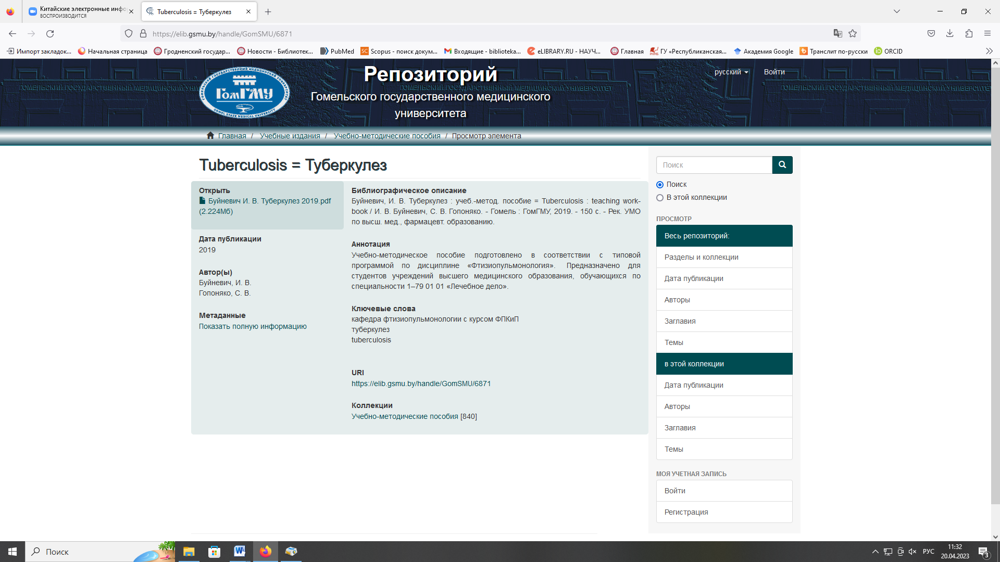 Китайские электронные инфо
ВОСПРОИЗВОДИТСЯ
Tuberculosis = Туберкулез
https://elib.gsmu.by/handle/GomSMU/6871
Импорт закладок...
Начальная страница
Гродненский государ...
Новости - Библиотек...
PubMed
Scopus - поиск докум...
Входящие - biblioteka...
eLIBRARY.RU - НАУЧ...
Главная
ГУ «Республиканская...
Академия Google
Транслит по-русски
ORCID
Репозиторий
Гомельского государственного медицинского
университета
русский
Войти
ГОМЕЛЬСКИЙ ГОСУДАРСТВЕННЫЙ МЕДИЦИНСКИЙ УНИВЕРСИТЕТ
ГомГМУ
GOMEL STATE MEDICAL UNIVERSITY
Главная / Учебные издания / Учебно-методические пособия / Просмотр элемента
Tuberculosis = Туберкулез
Открыть
Буйневич И. В. Туберкулез 2019.pdf
(2.224Мб)
Дата публикации
2019
Автор(ы)
Буйневич, И. В.
Гопоняко, С. В.
Метаданные
Показать полную информацию
Библиографическое описание
Буйневич, И. В. Туберкулез : учеб.-метод. пособие = Tuberculosis : teaching work-
book / И. В. Буйневич, С. В. Гопоняко. - Гомель : ГомГМУ, 2019. - 150 с. - Рек. УМО
по высш. мед., фармацевт. образованию.
Аннотация
Учебно-методическое пособие подготовлено в соответствии с типовой
программой по дисциплине «Фтизиопульмонология». Предназначено для
студентов учреждений высшего медицинского образования, обучающихся по
специальности 1–79 01 01 «Лечебное дело».
Ключевые слова
кафедра фтизиопульмонологии с курсом ФПКиП
туберкулез
tuberculosis
URI
https://elib.gsmu.by/handle/GomSMU/6871
Коллекции
Учебно-методические пособия [840]
Поиск
Поиск
В этой коллекции
ПРОСМОТР
Весь репозиторий:
Разделы и коллекции
Дата публикации
Авторы
Заглавия
Темы
в этой коллекции
Дата публикации
Авторы
Заглавия
Темы
МОЯ УЧЕТНАЯ ЗАПИСЬ
Войти
Регистрация
Поиск
РУС
11:32
20.04.2023
3